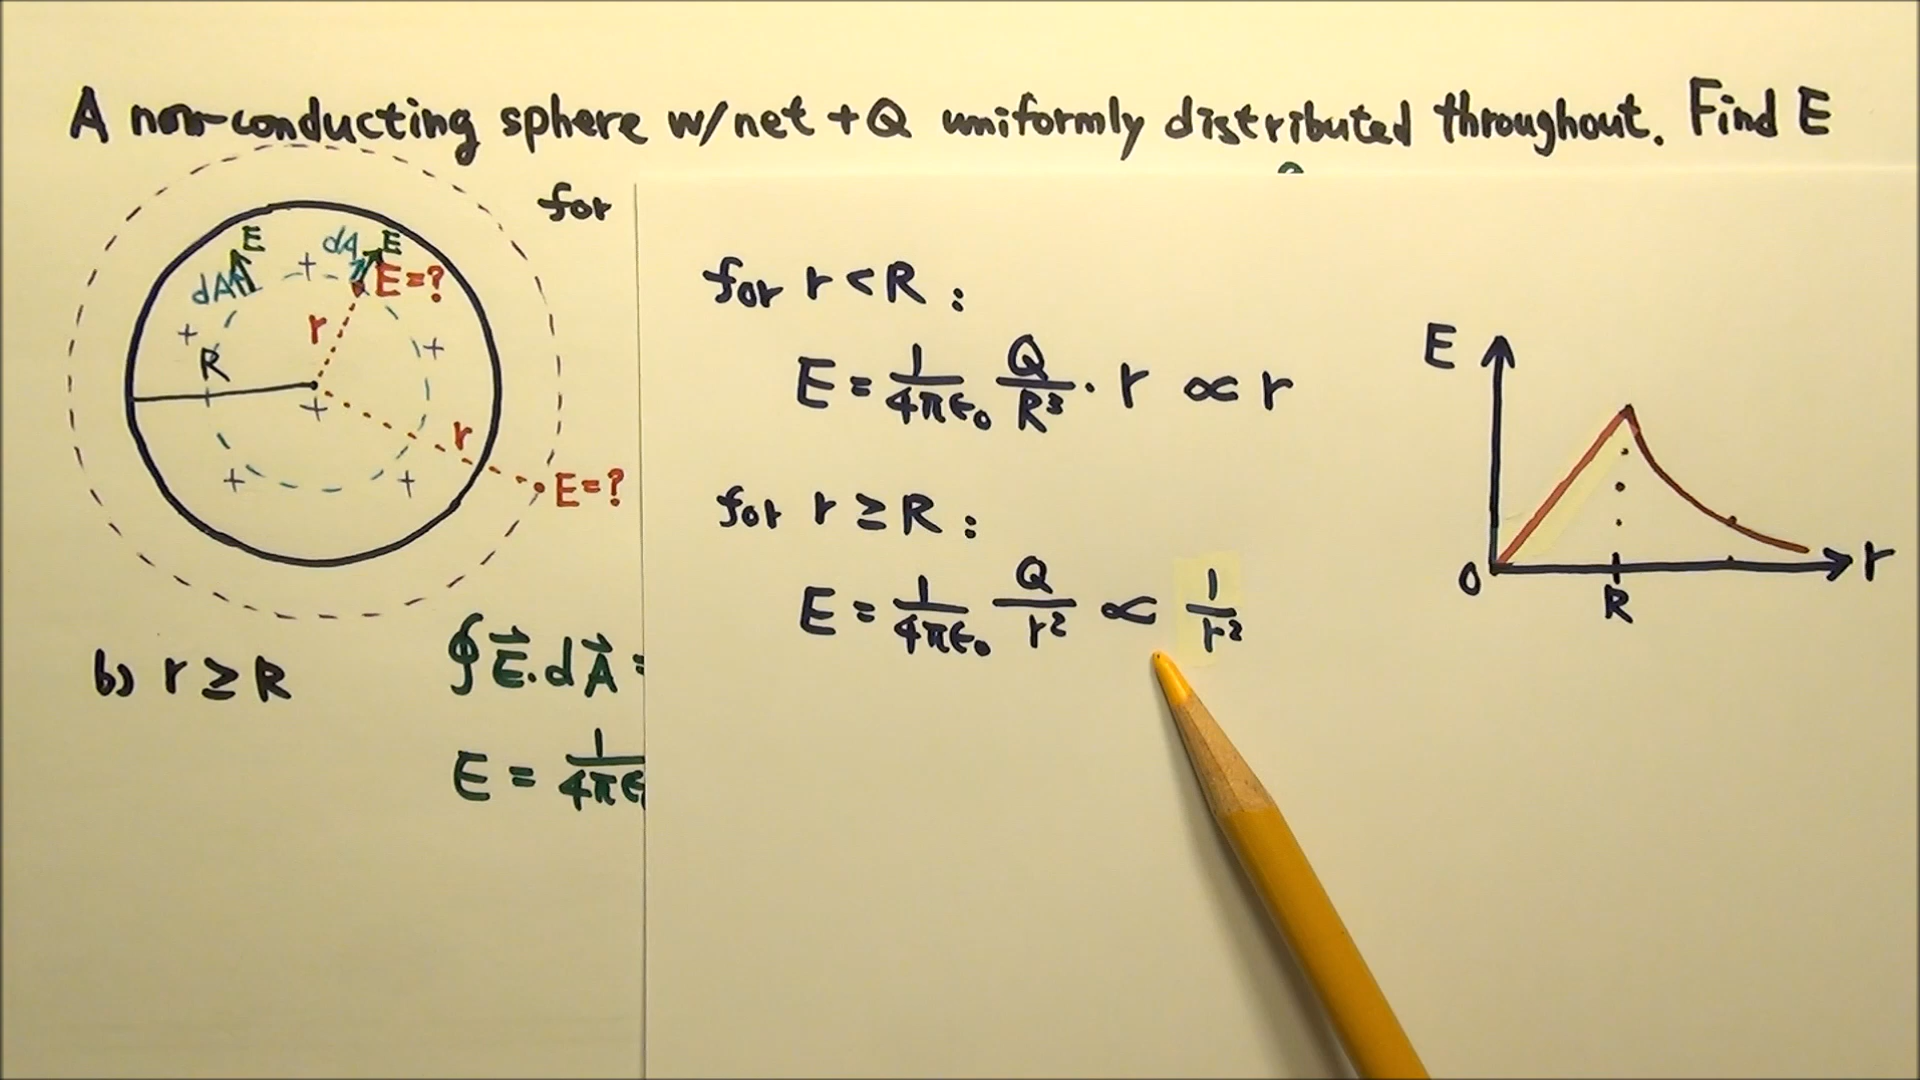 A non-conducting sphere w/net +Q uniformly distributed throughout. Find E
for
E
dA
E
dA
E=?
r
R
r
E=?
+
+
+
+
+
+
b) r ≥ R
∮E⃗.dA⃗ =
E = 1/4πε
for r < R :
E = 1/4πε₀ Q/R³ · r ∝ r
for r ≥ R :
E = 1/4πε₀ Q/r² ∝ 1/r²
E
0
R
r